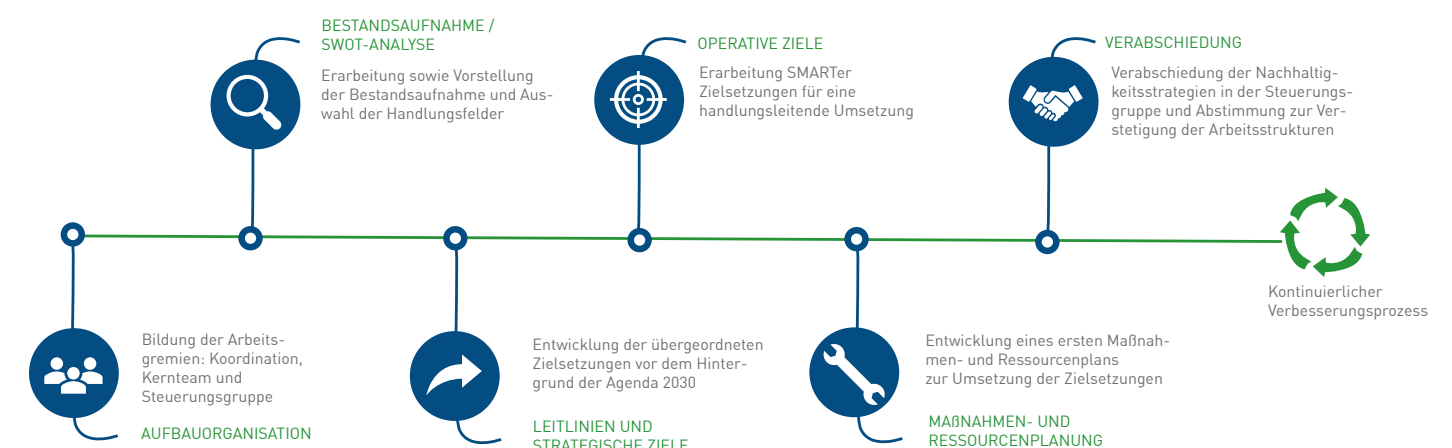 BESTANDSAUFNAHME /
SWOT-ANALYSE
Erarbeitung sowie Vorstellung
der Bestandsaufnahme und Aus-
wahl der Handlungsfelder
OPERATIVE ZIELE
Erarbeitung SMARTer
Zielsetzungen für eine
handlungsleitende Umsetzung
VERABSCHIEDUNG
Verabschiedung der Nachhaltig-
keitsstrategien in der Steuerungs-
gruppe und Abstimmung zur Ver-
stetigung der Arbeitsstrukturen
Kontinuierlicher
Verbesserungsprozess
Bildung der Arbeits-
gremien: Koordination,
Kernteam und
Steuerungsgruppe
AUFBAUORGANISATION
Entwicklung der übergeordneten
Zielsetzungen vor dem Hinter-
grund der Agenda 2030
LEITLINIEN UND
STRATEGISCHE ZIELE
Entwicklung eines ersten Maßnah-
men- und Ressourcenplans
zur Umsetzung der Zielsetzungen
MAßNAHMEN- UND
RESSOURCENPLANUNG